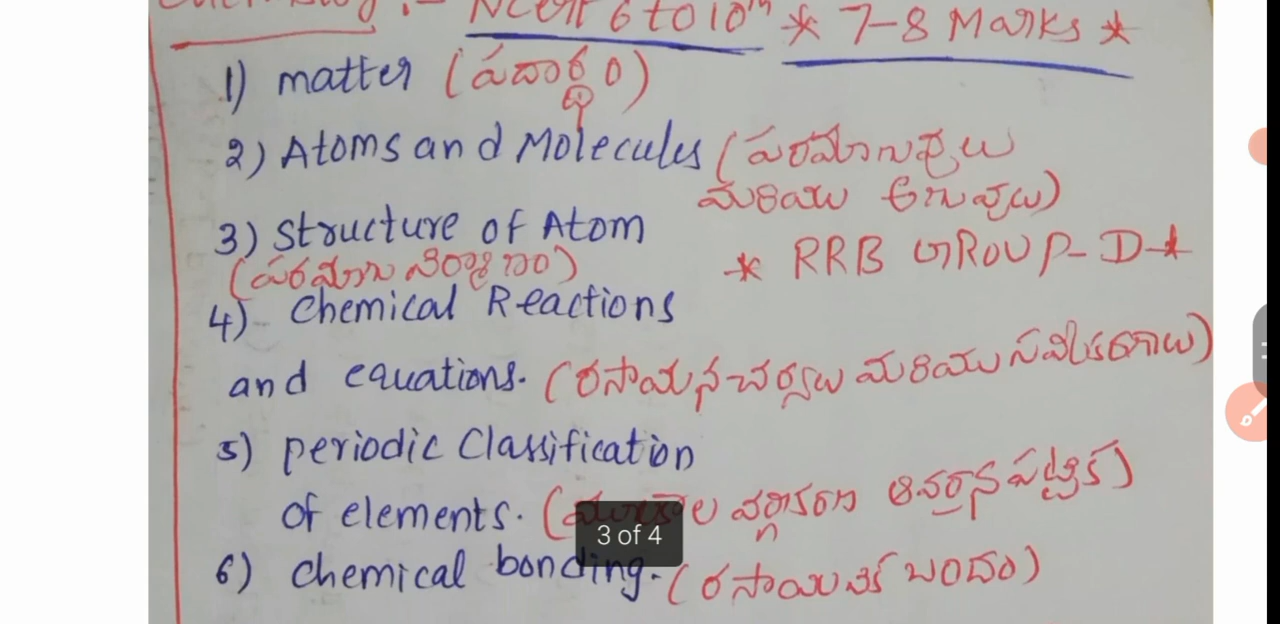 Chemistry :- NCERT 6 to 10th * 7-8 Marks *
1) matter (పదార్థం)
2) Atoms and Molecules (పరమాణువులు
మరియు అణువులు)
3) Structure of Atom
(పరమాణు నిర్మాణం) * RRB GROUP-D *
4) Chemical Reactions
and equations. (రసాయన చర్యలు మరియు సమీకరణాలు)
5) periodic Classification
of elements. (మూలకాల వర్గీకరణ ఆవర్తన పట్టిక)
3 of 4
6) chemical bonding. (రసాయనిక బంధం)